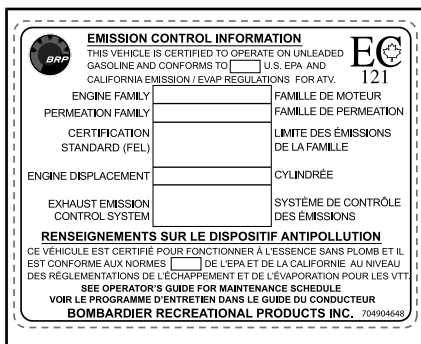 BRP
EMISSION CONTROL INFORMATION
THIS VEHICLE IS CERTIFIED TO OPERATE ON UNLEADED
GASOLINE AND CONFORMS TO U.S. EPA AND
CALIFORNIA EMISSION / EVAP REGULATIONS FOR ATV.
EC
121
ENGINE FAMILY FAMILLE DE MOTEUR
PERMEATION FAMILY FAMILLE DE PERMEATION
CERTIFICATION LIMITE DES ÉMISSIONS
STANDARD (FEL) DE LA FAMILLE
ENGINE DISPLACEMENT CYLINDRÉE
EXHAUST EMISSION SYSTÈME DE CONTRÔLE
CONTROL SYSTEM DES ÉMISSIONS
RENSEIGNEMENTS SUR LE DISPOSITIF ANTIPOLLUTION
CE VÉHICULE EST CERTIFIÉ POUR FONCTIONNER À L'ESSENCE SANS PLOMB ET IL
EST CONFORME AUX NORMES DE L'EPA ET DE LA CALIFORNIE AU NIVEAU
DES RÉGLEMENTATIONS DE L'ÉCHAPPEMENT ET DE L'ÉVAPORATION POUR LES VTT.
SEE OPERATOR'S GUIDE FOR MAINTENANCE SCHEDULE
VOIR LE PROGRAMME D'ENTRETIEN DANS LE GUIDE DU CONDUCTEUR
BOMBARDIER RECREATIONAL PRODUCTS INC. 704904648